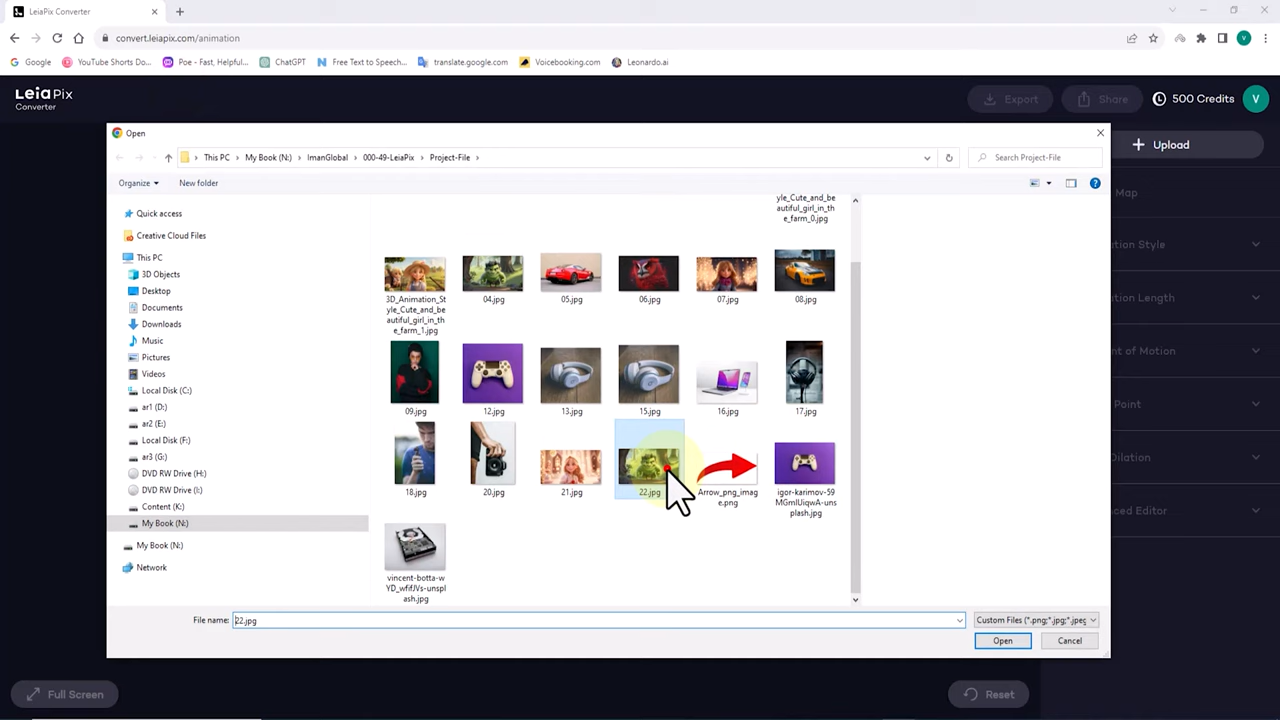 LeiaPix Converter
convert.leiapix.com/animation
Google
YouTube Shorts Do...
Poe - Fast, Helpful...
ChatGPT
Free Text to Speech...
translate.google.com
Voicebooking.com
Leonardo.ai
V
LeiaPix
Converter
Export
Share
500 Credits
V
Open
This PC
My Book (N:)
ImanGlobal
000-49-LeiaPix
Project-File
Search Project-File
Upload
Organize
New folder
Map
Quick access
Creative Cloud Files
This PC
3D Objects
Desktop
Documents
Downloads
Music
Pictures
Videos
Local Disk (C:)
ar1 (D:)
ar2 (E:)
Local Disk (F:)
ar3 (G:)
DVD RW Drive (H:)
DVD RW Drive (I:)
Content (K:)
My Book (N:)
My Book (N:)
Network
yle_Cute_and_be
autiful_girl_in_th
e_farm_0.jpg
3D_Animation_St
yle_Cute_and_be
autiful_girl_in_th
e_farm_1.jpg
04.jpg
05.jpg
06.jpg
07.jpg
08.jpg
09.jpg
12.jpg
13.jpg
15.jpg
16.jpg
17.jpg
18.jpg
20.jpg
21.jpg
22.jpg
Arrow_png_imag
e.png
igor-karimov-59
MGmlUiqwA-uns
plash.jpg
vincent-botta-w
YD_wfifJVs-unspl
ash.jpg
tion Style
tion Length
nt of Motion
Point
Dilation
ced Editor
File name:
22.jpg
Custom Files (*.png;*.jpg;*.jpeg
Open
Cancel
Full Screen
Reset